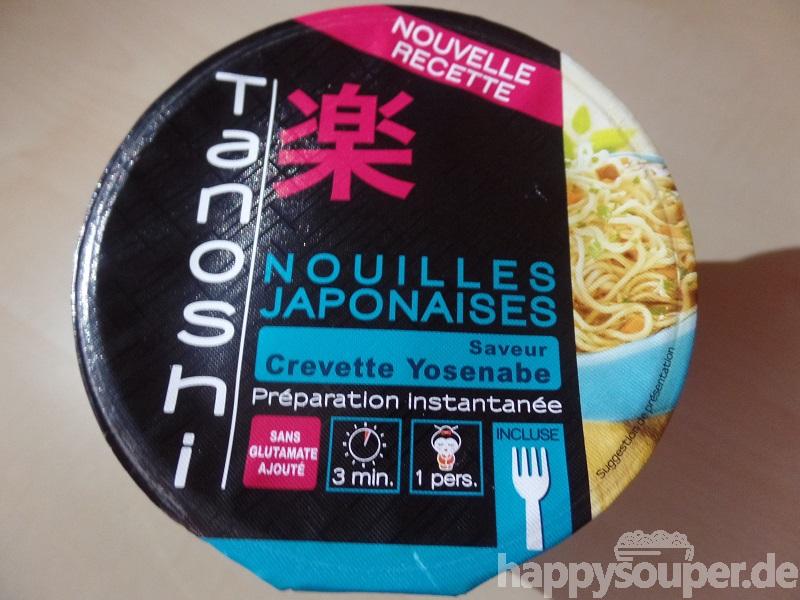 NOUVELLE
RECETTE
Tanoshi
楽
NOUILLES
JAPONAISES
Saveur
Crevette Yosenabe
Préparation instantanée
SANS
GLUTAMATE
AJOUTÉ
3 min.
1 pers.
INCLUSE
Suggestion de présentation
happysouper.de